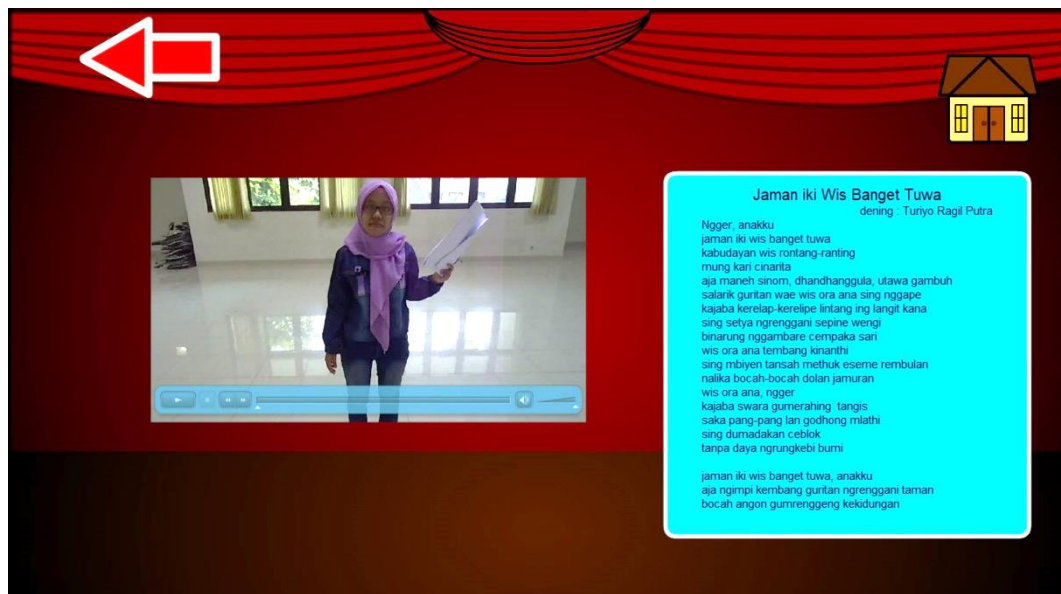 Jaman iki Wis Banget Tuwa
dening : Turiyo Ragil Putra
Ngger, anakku
jaman iki wis banget tuwa
kabudayan wis rontang-ranting
mung kari cinarita
aja maneh sinom, dhandhanggula, utawa gambuh
salarik guritan wae wis ora ana sing nggape
kajaba kerelap-kerelipe lintang ing langit kana
sing setya ngrenggani sepine wengi
binarung nggambare cempaka sari
wis ora ana tembang kinanthi
sing mbiyen tansah methuk eseme rembulan
nalika bocah-bocah dolan jamuran
wis ora ana, ngger
kajaba swara gumerahing tangis
saka pang-pang lan godhong mlathi
sing dumadakan ceblok
tanpa daya ngrungkebi bumi
jaman iki wis banget tuwa, anakku
aja ngimpi kembang guritan ngrenggani taman
bocah angon gumrenggeng kekidungan